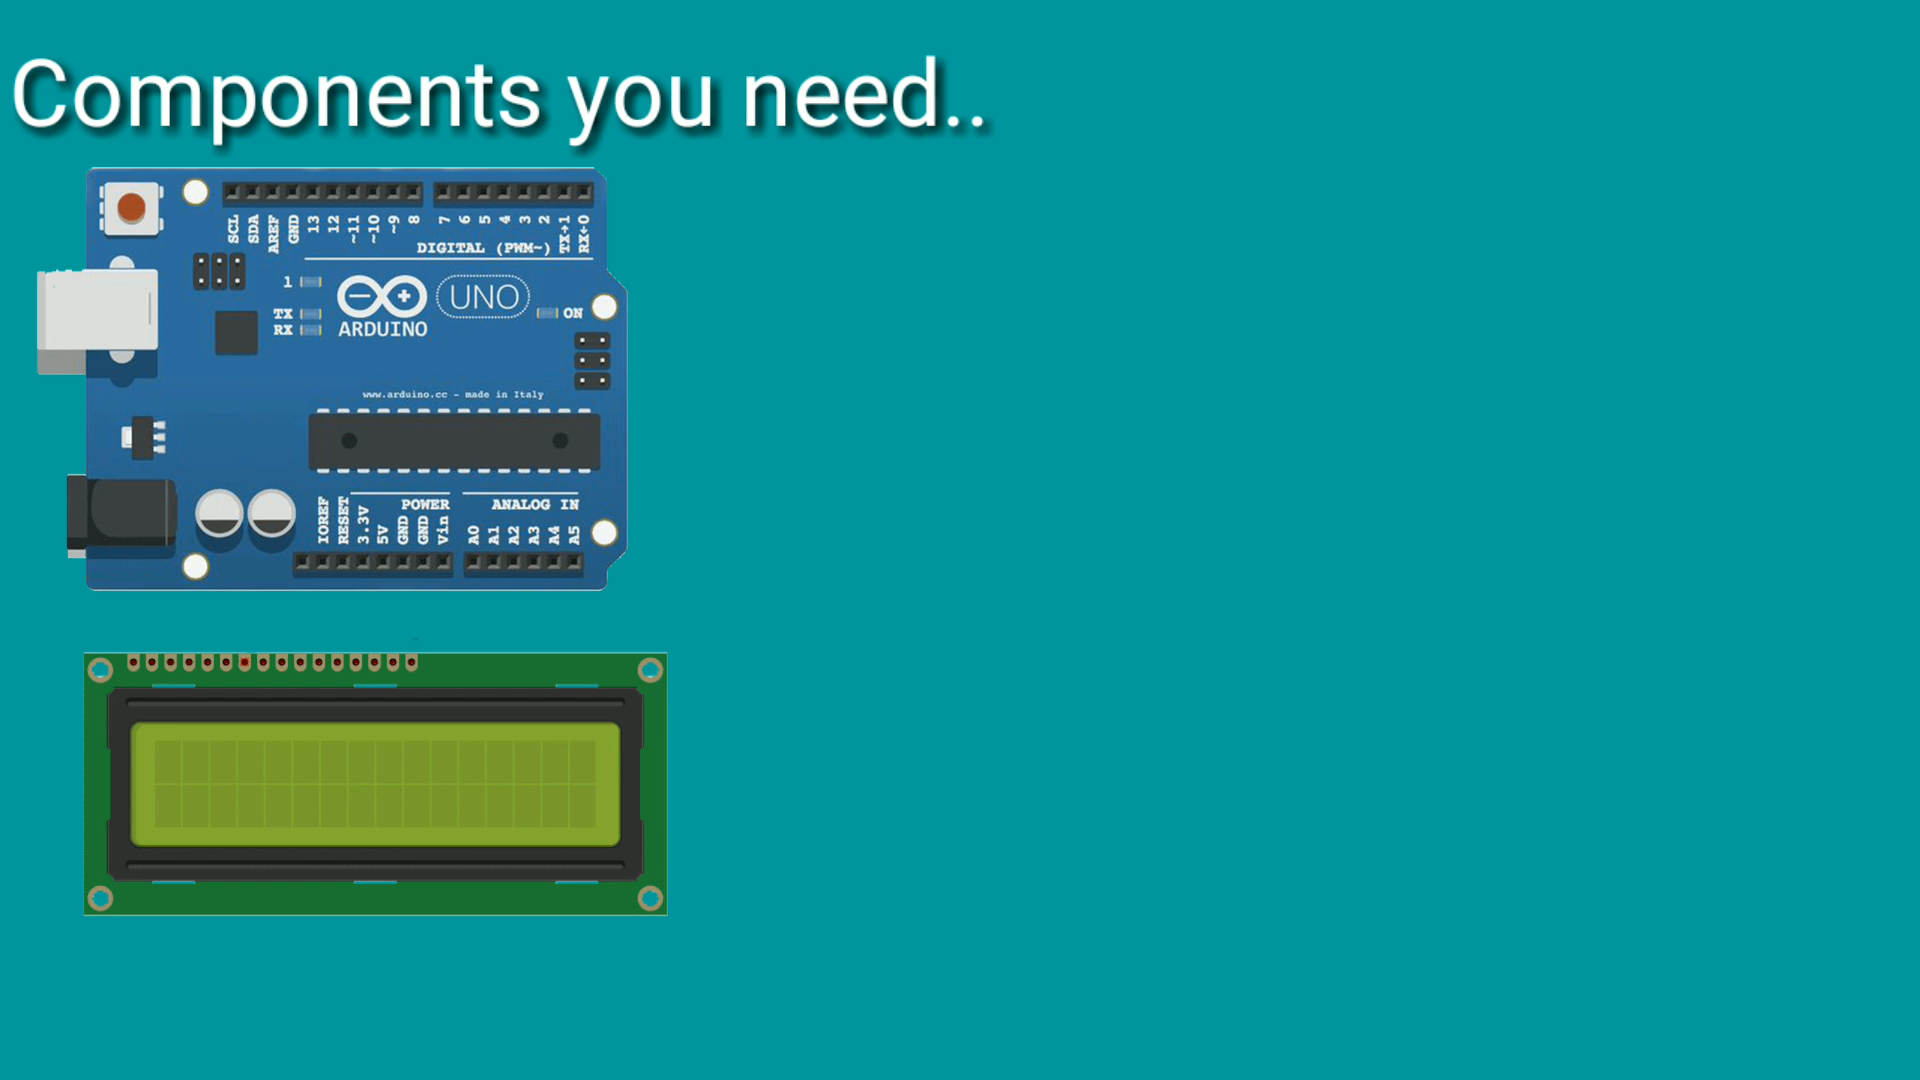 Components you need..
SCL SDA AREF GND 13 12 ~11 ~10 ~9 8 7 6 5 4 3 2 TX→1 RX←0
DIGITAL (PWM~)
1
TX
RX
ARDUINO
UNO
ON
www.arduino.cc - made in Italy
POWER
ANALOG IN
IOREF RESET 3.3V 5V GND GND Vin A0 A1 A2 A3 A4 A5